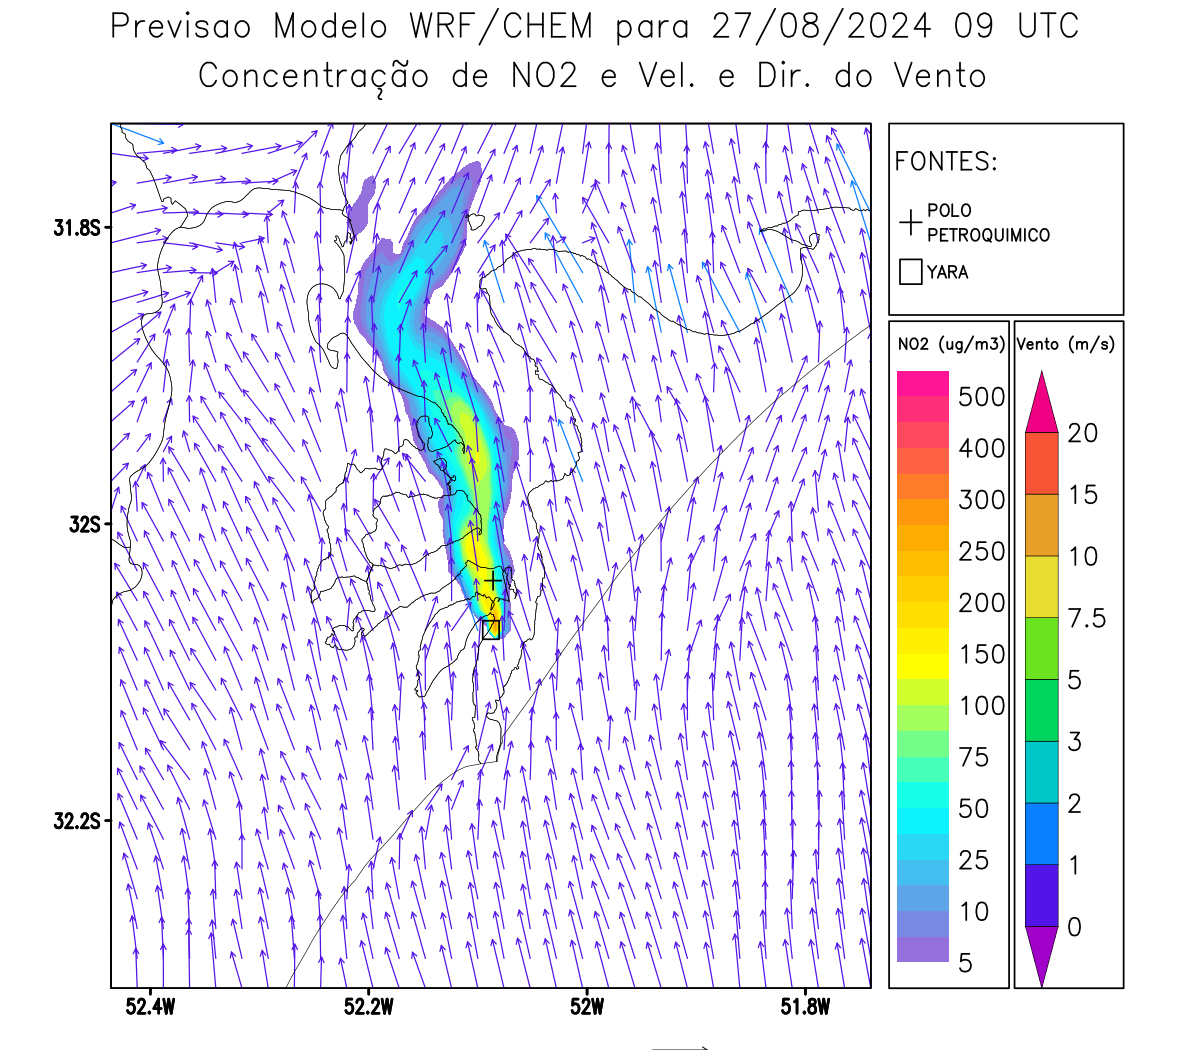 Previsao Modelo WRF/CHEM para 27/08/2024 09 UTC
Concentração de NO2 e Vel. e Dir. do Vento
FONTES:
POLO
PETROQUIMICO
YARA
31.8S
32S
32.2S
52.4W
52.2W
52W
51.8W
NO2 (ug/m3)
500
400
300
250
200
150
100
75
50
25
10
5
Vento (m/s)
20
15
10
7.5
5
3
2
1
0